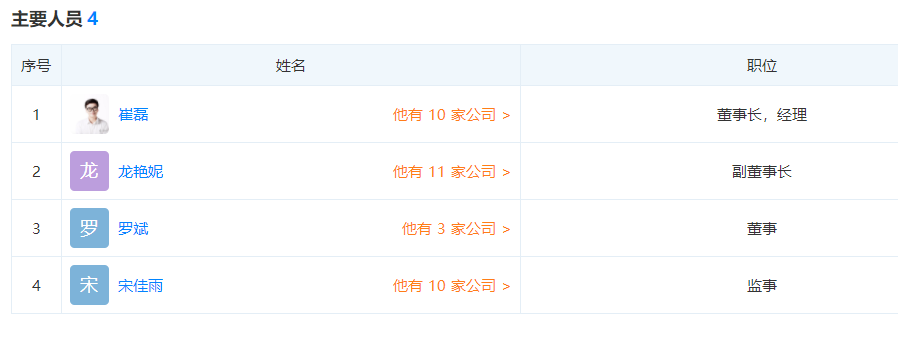 主要人员 4
序号 姓名 职位
1 崔磊 他有 10 家公司 > 董事长，经理
2 龙 龙艳妮 他有 11 家公司 > 副董事长
3 罗 罗斌 他有 3 家公司 > 董事
4 宋 宋佳雨 他有 10 家公司 > 监事